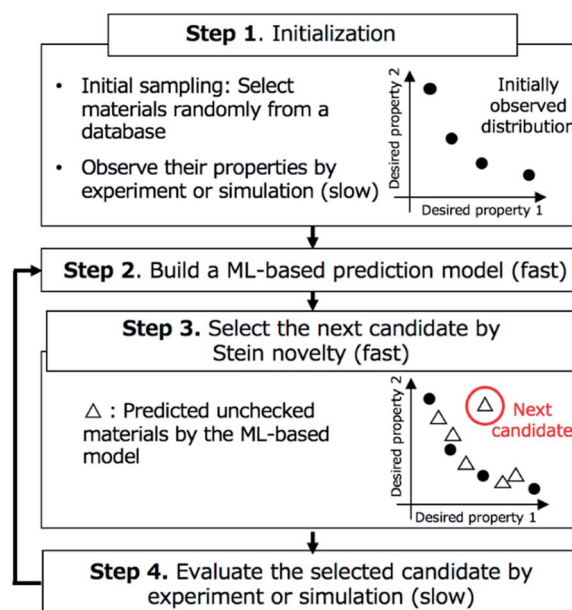 Step 1. Initialization
• Initial sampling: Select
materials randomly from a
database
• Observe their properties by
experiment or simulation (slow)
Desired property 2
Initially
observed
distribution
Desired property 1
Step 2. Build a ML-based prediction model (fast)
Step 3. Select the next candidate by
Stein novelty (fast)
△ : Predicted unchecked
materials by the ML-based
model
Desired property 2
Next
candidate
Desired property 1
Step 4. Evaluate the selected candidate by
experiment or simulation (slow)